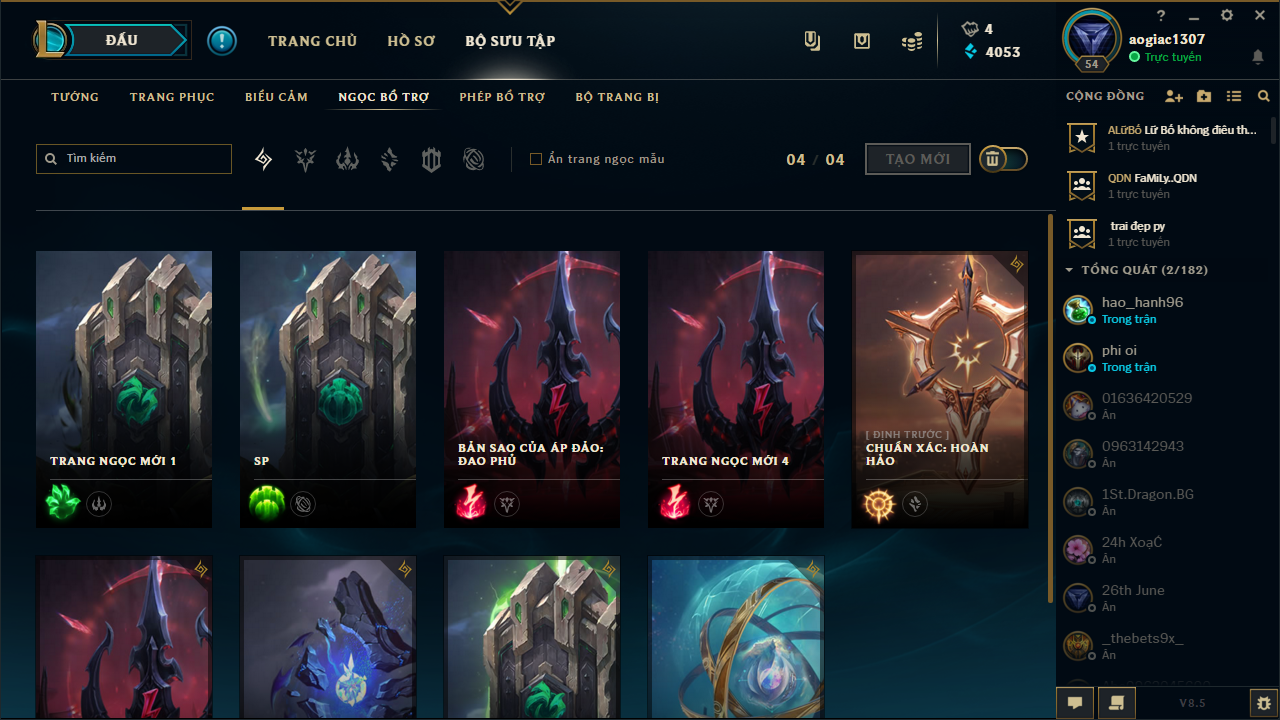 ĐẤU
TRANG CHỦ
HỒ SƠ
BỘ SƯU TẬP
4
4053
54
?
aogiac1307
Trực tuyến
TƯỚNG
TRANG PHỤC
BIỂU CẢM
NGỌC BỔ TRỢ
PHÉP BỔ TRỢ
BỘ TRANG BỊ
Tìm kiếm
Ẩn trang ngọc mẫu
04 / 04
TẠO MỚI
TRANG NGỌC MỚI 1
SP
BẢN SAO CỦA ÁP ĐẢO:
ĐAO PHỦ
TRANG NGỌC MỚI 4
[ ĐỊNH TRƯỚC ]
CHUẨN XÁC: HOÀN
HẢO
CỘNG ĐỒNG
ALữBố Lữ Bố không điêu th...
1 trực tuyến
QDN FaMiLy..QDN
1 trực tuyến
trai đẹp py
1 trực tuyến
TỔNG QUÁT (2/182)
hao_hanh96
Trong trận
phi oi
Trong trận
01636420529
Ẩn
0963142943
Ẩn
1St.Dragon.BG
Ẩn
24h XoạĆ
Ẩn
26th June
Ẩn
_thebets9x_
Ẩn
V8.5